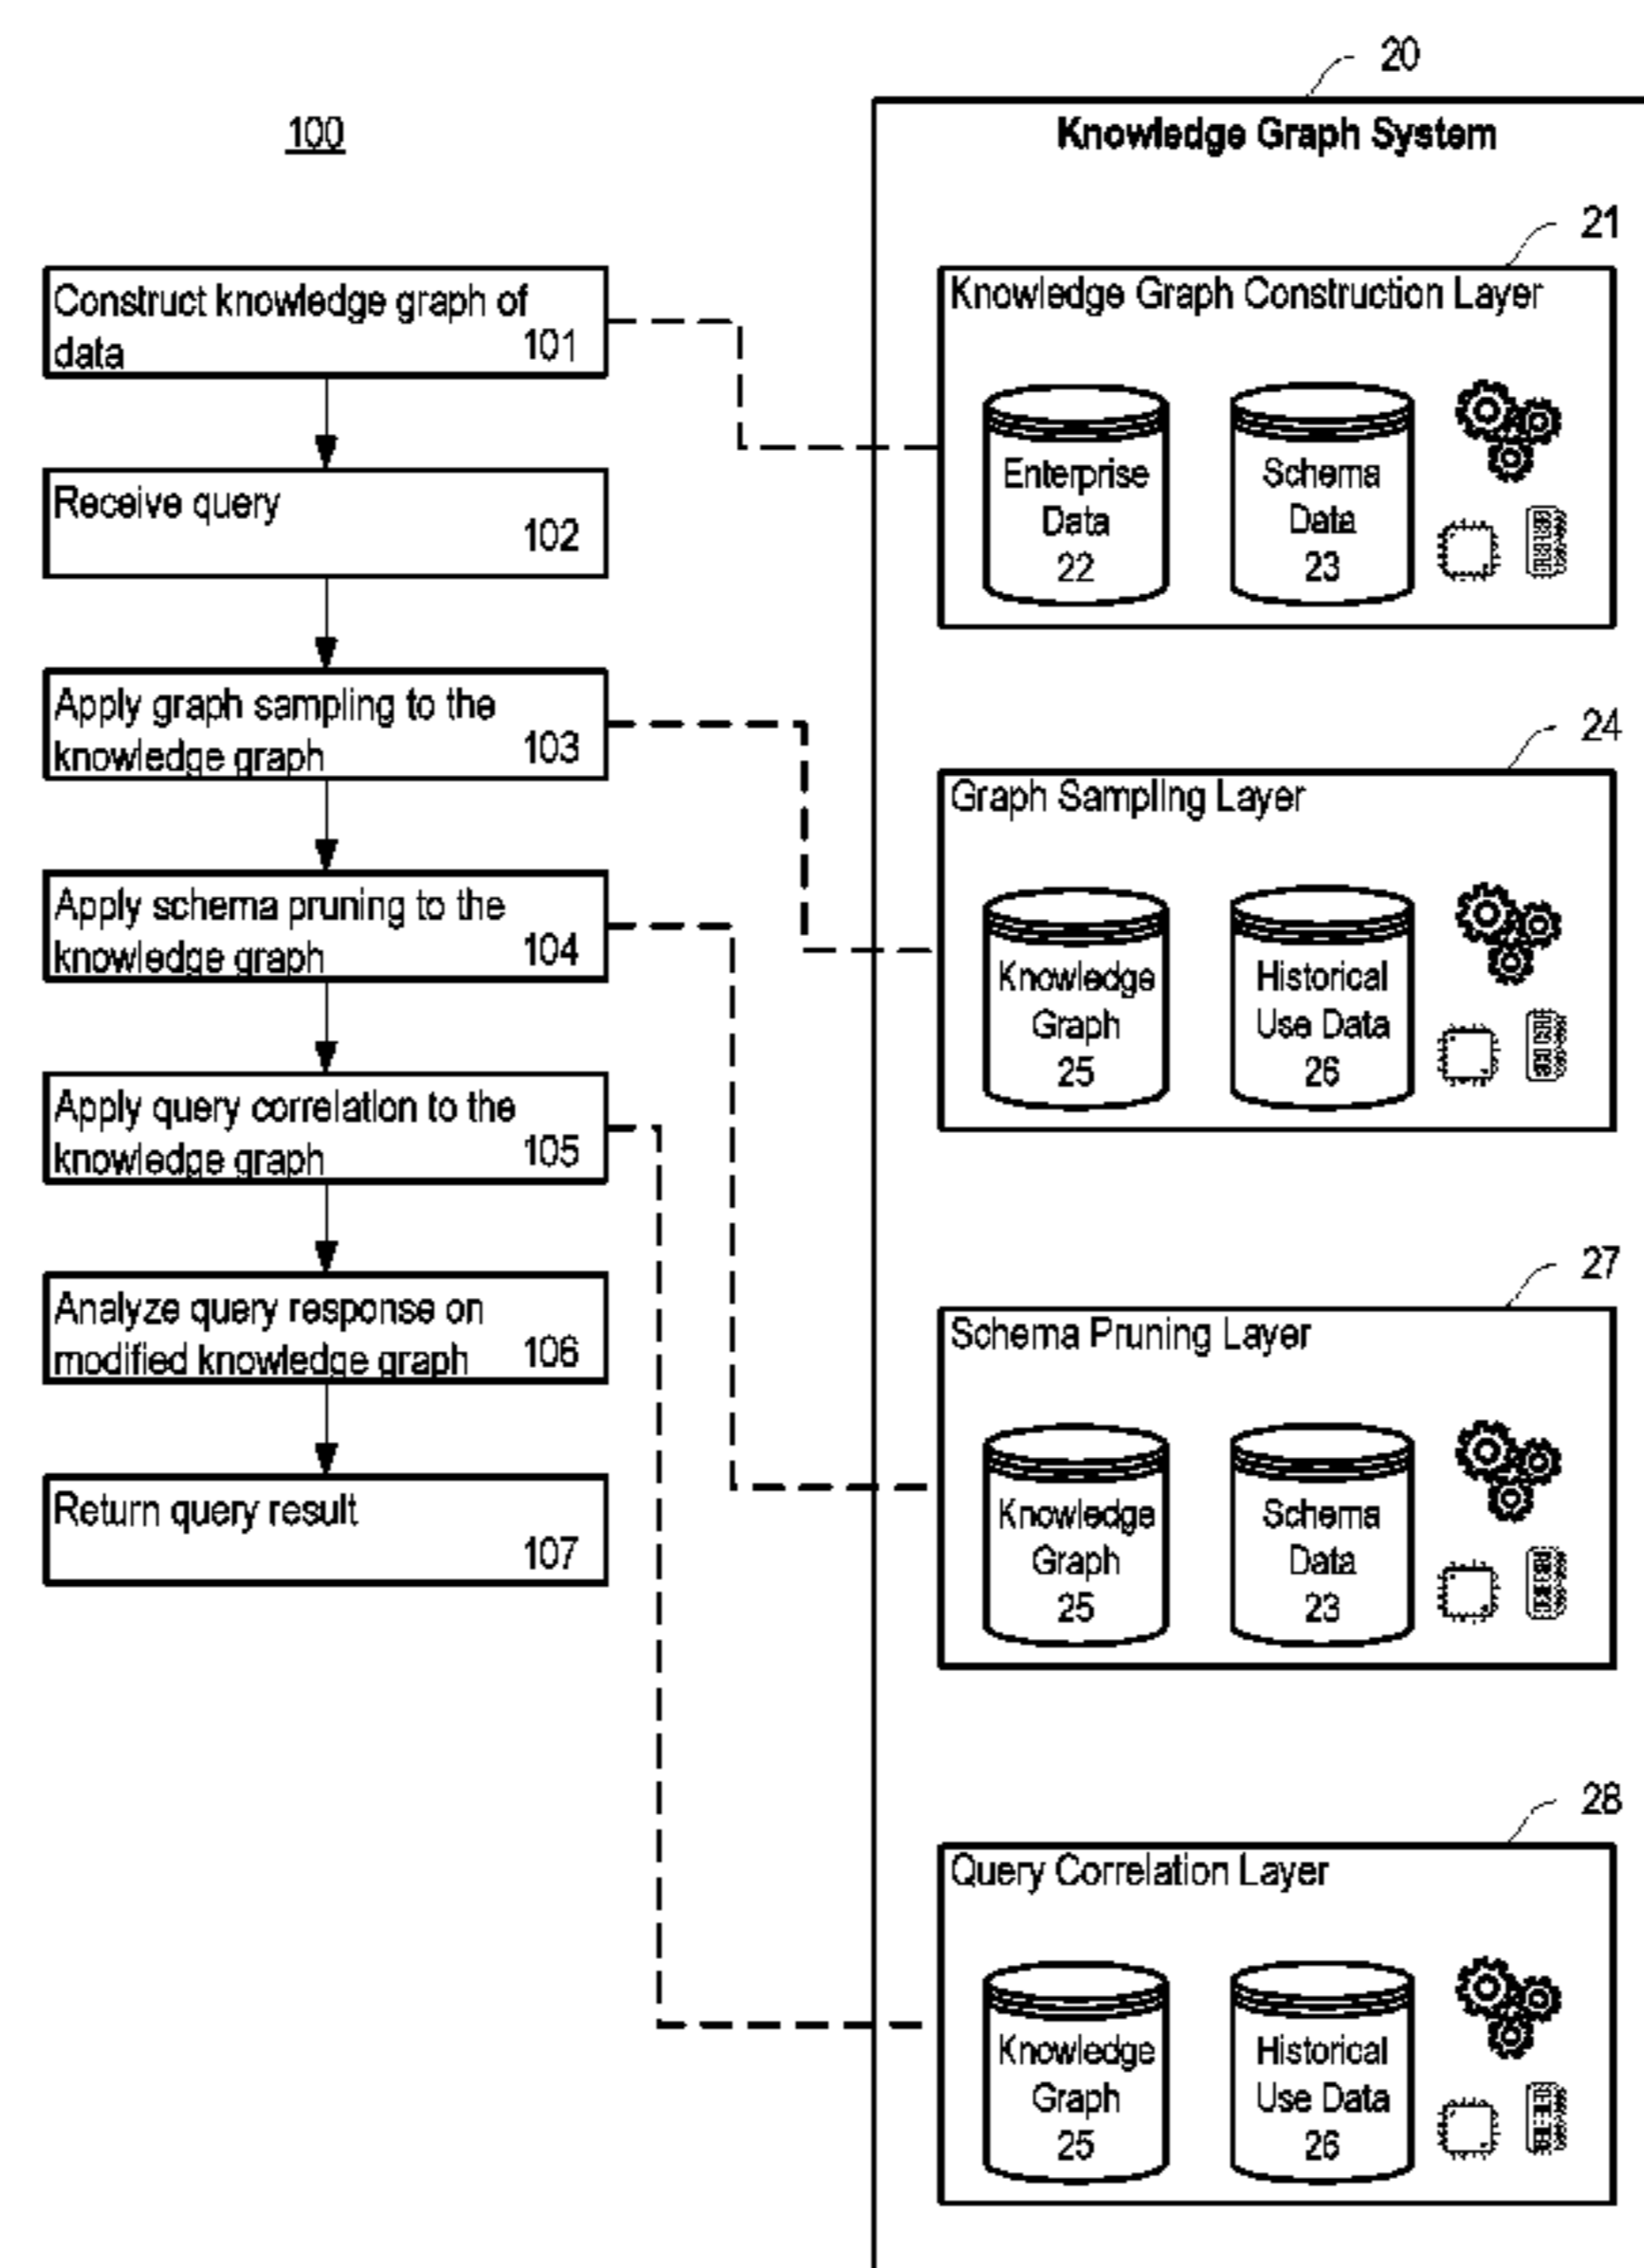 100
Construct knowledge graph of
data
101
Receive query
102
Apply graph sampling to the
knowledge graph
103
Apply schema pruning to the
knowledge graph
104
Apply query correlation to the
knowledge graph
105
Analyze query response on
modified knowledge graph
106
Return query result
107
20
Knowledge Graph System
21
Knowledge Graph Construction Layer
Enterprise
Data
22
Schema
Data
23
24
Graph Sampling Layer
Knowledge
Graph
25
Historical
Use Data
26
27
Schema Pruning Layer
Knowledge
Graph
25
Schema
Data
23
28
Query Correlation Layer
Knowledge
Graph
25
Historical
Use Data
26